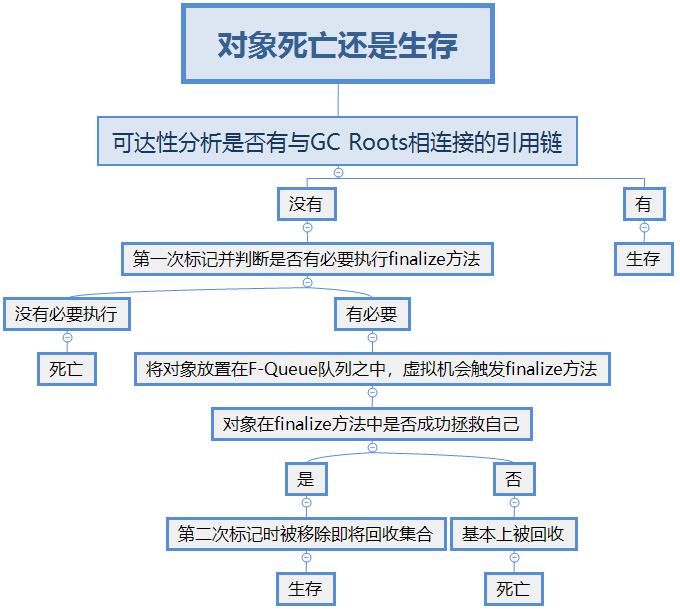 对象死亡还是生存
可达性分析是否有与GC Roots相连接的引用链
没有
有
第一次标记并判断是否有必要执行finalize方法
生存
没有必要执行
有必要
死亡
将对象放置在F-Queue队列之中，虚拟机会触发finalize方法
对象在finalize方法中是否成功拯救自己
是
否
第二次标记时被移除即将回收集合
基本上被回收
生存
死亡